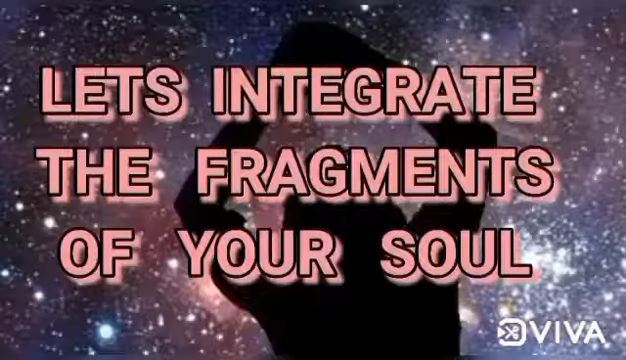 LETS INTEGRATE
THE FRAGMENTS
OF YOUR SOUL
VIVA